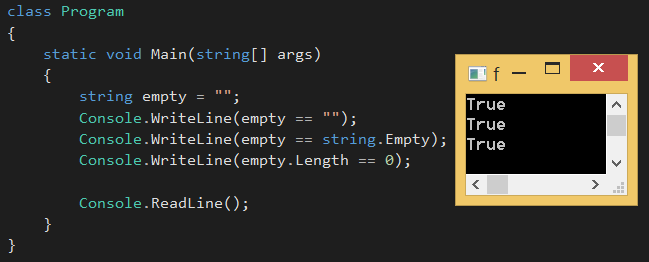 class Program
{
    static void Main(string[] args)
    {
        string empty = "";
        Console.WriteLine(empty == "");
        Console.WriteLine(empty == string.Empty);
        Console.WriteLine(empty.Length == 0);

        Console.ReadLine();
    }
}
f
True
True
True